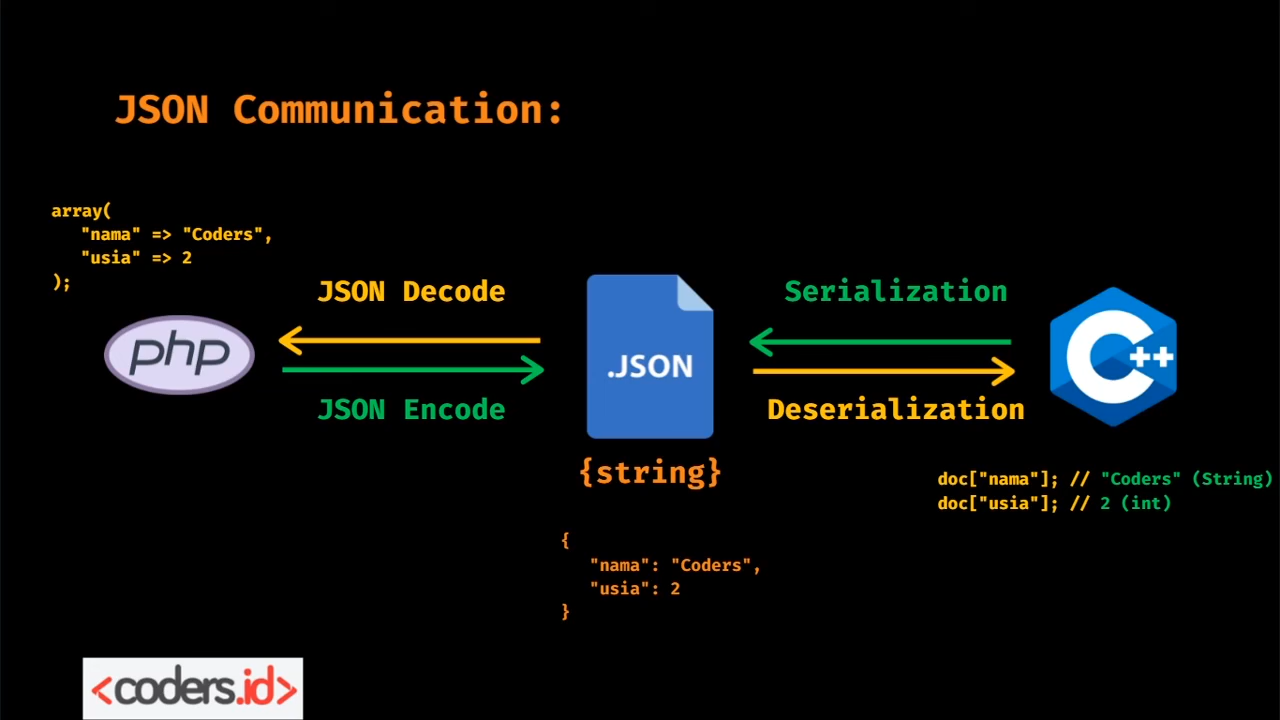 JSON Communication:
array(
"nama" => "Coders",
"usia" => 2
);
JSON Decode
php
JSON Encode
.JSON
{string}
{
"nama": "Coders",
"usia": 2
}
Serialization
C++
Deserialization
doc["nama"]; // "Coders" (String)
doc["usia"]; // 2 (int)
<coders.id>